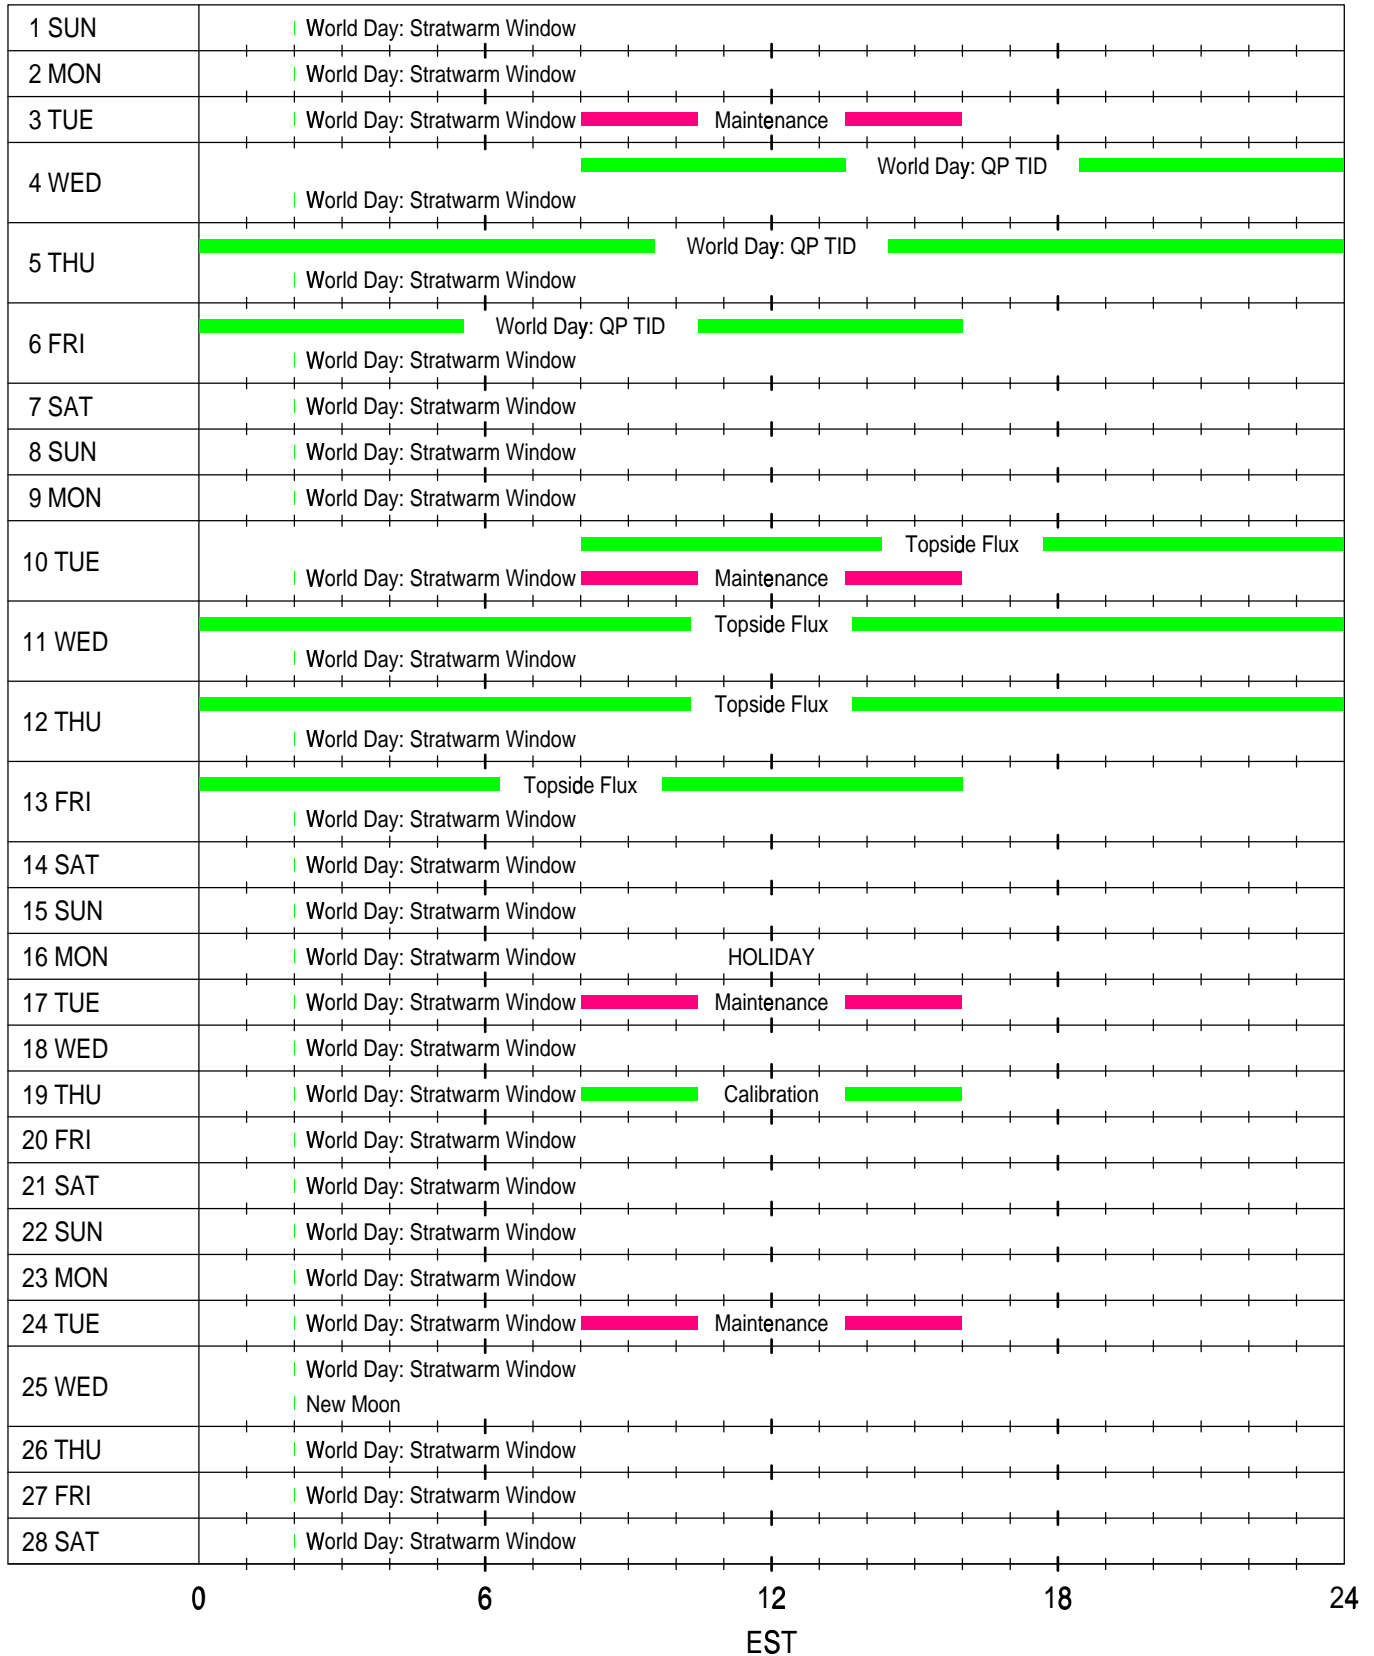 1 SUN World Day: Stratwarm Window
2 MON World Day: Stratwarm Window
3 TUE World Day: Stratwarm Window Maintenance
World Day: QP TID
4 WED
World Day: Stratwarm Window
World Day: QP TID
5 THU
World Day: Stratwarm Window
World Day: QP TID
6 FRI
World Day: Stratwarm Window
7 SAT World Day: Stratwarm Window
8 SUN World Day: Stratwarm Window
9 MON World Day: Stratwarm Window
Topside Flux
10 TUE
World Day: Stratwarm Window Maintenance
Topside Flux
11 WED
World Day: Stratwarm Window
Topside Flux
12 THU
World Day: Stratwarm Window
Topside Flux
13 FRI
World Day: Stratwarm Window
14 SAT World Day: Stratwarm Window
15 SUN World Day: Stratwarm Window
16 MON World Day: Stratwarm Window HOLIDAY
17 TUE World Day: Stratwarm Window Maintenance
18 WED World Day: Stratwarm Window
19 THU World Day: Stratwarm Window Calibration
20 FRI World Day: Stratwarm Window
21 SAT World Day: Stratwarm Window
22 SUN World Day: Stratwarm Window
23 MON World Day: Stratwarm Window
24 TUE World Day: Stratwarm Window Maintenance
World Day: Stratwarm Window
25 WED
New Moon
26 THU World Day: Stratwarm Window
27 FRI World Day: Stratwarm Window
28 SAT World Day: Stratwarm Window
0 6 12 18 24
EST